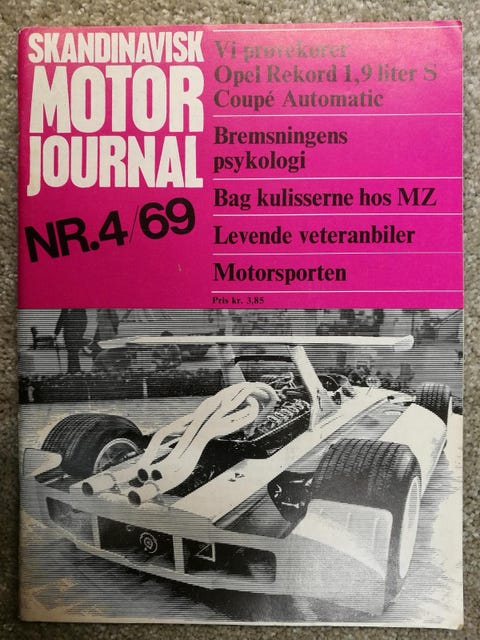 SKANDINAVISK
MOTOR
JOURNAL
NR.4/69
Vi prøvekører
Opel Rekord 1,9 liter S
Coupé Automatic
Bremsningens
psykologi
Bag kulisserne hos MZ
Levende veteranbiler
Motorsporten
Pris kr. 3,85